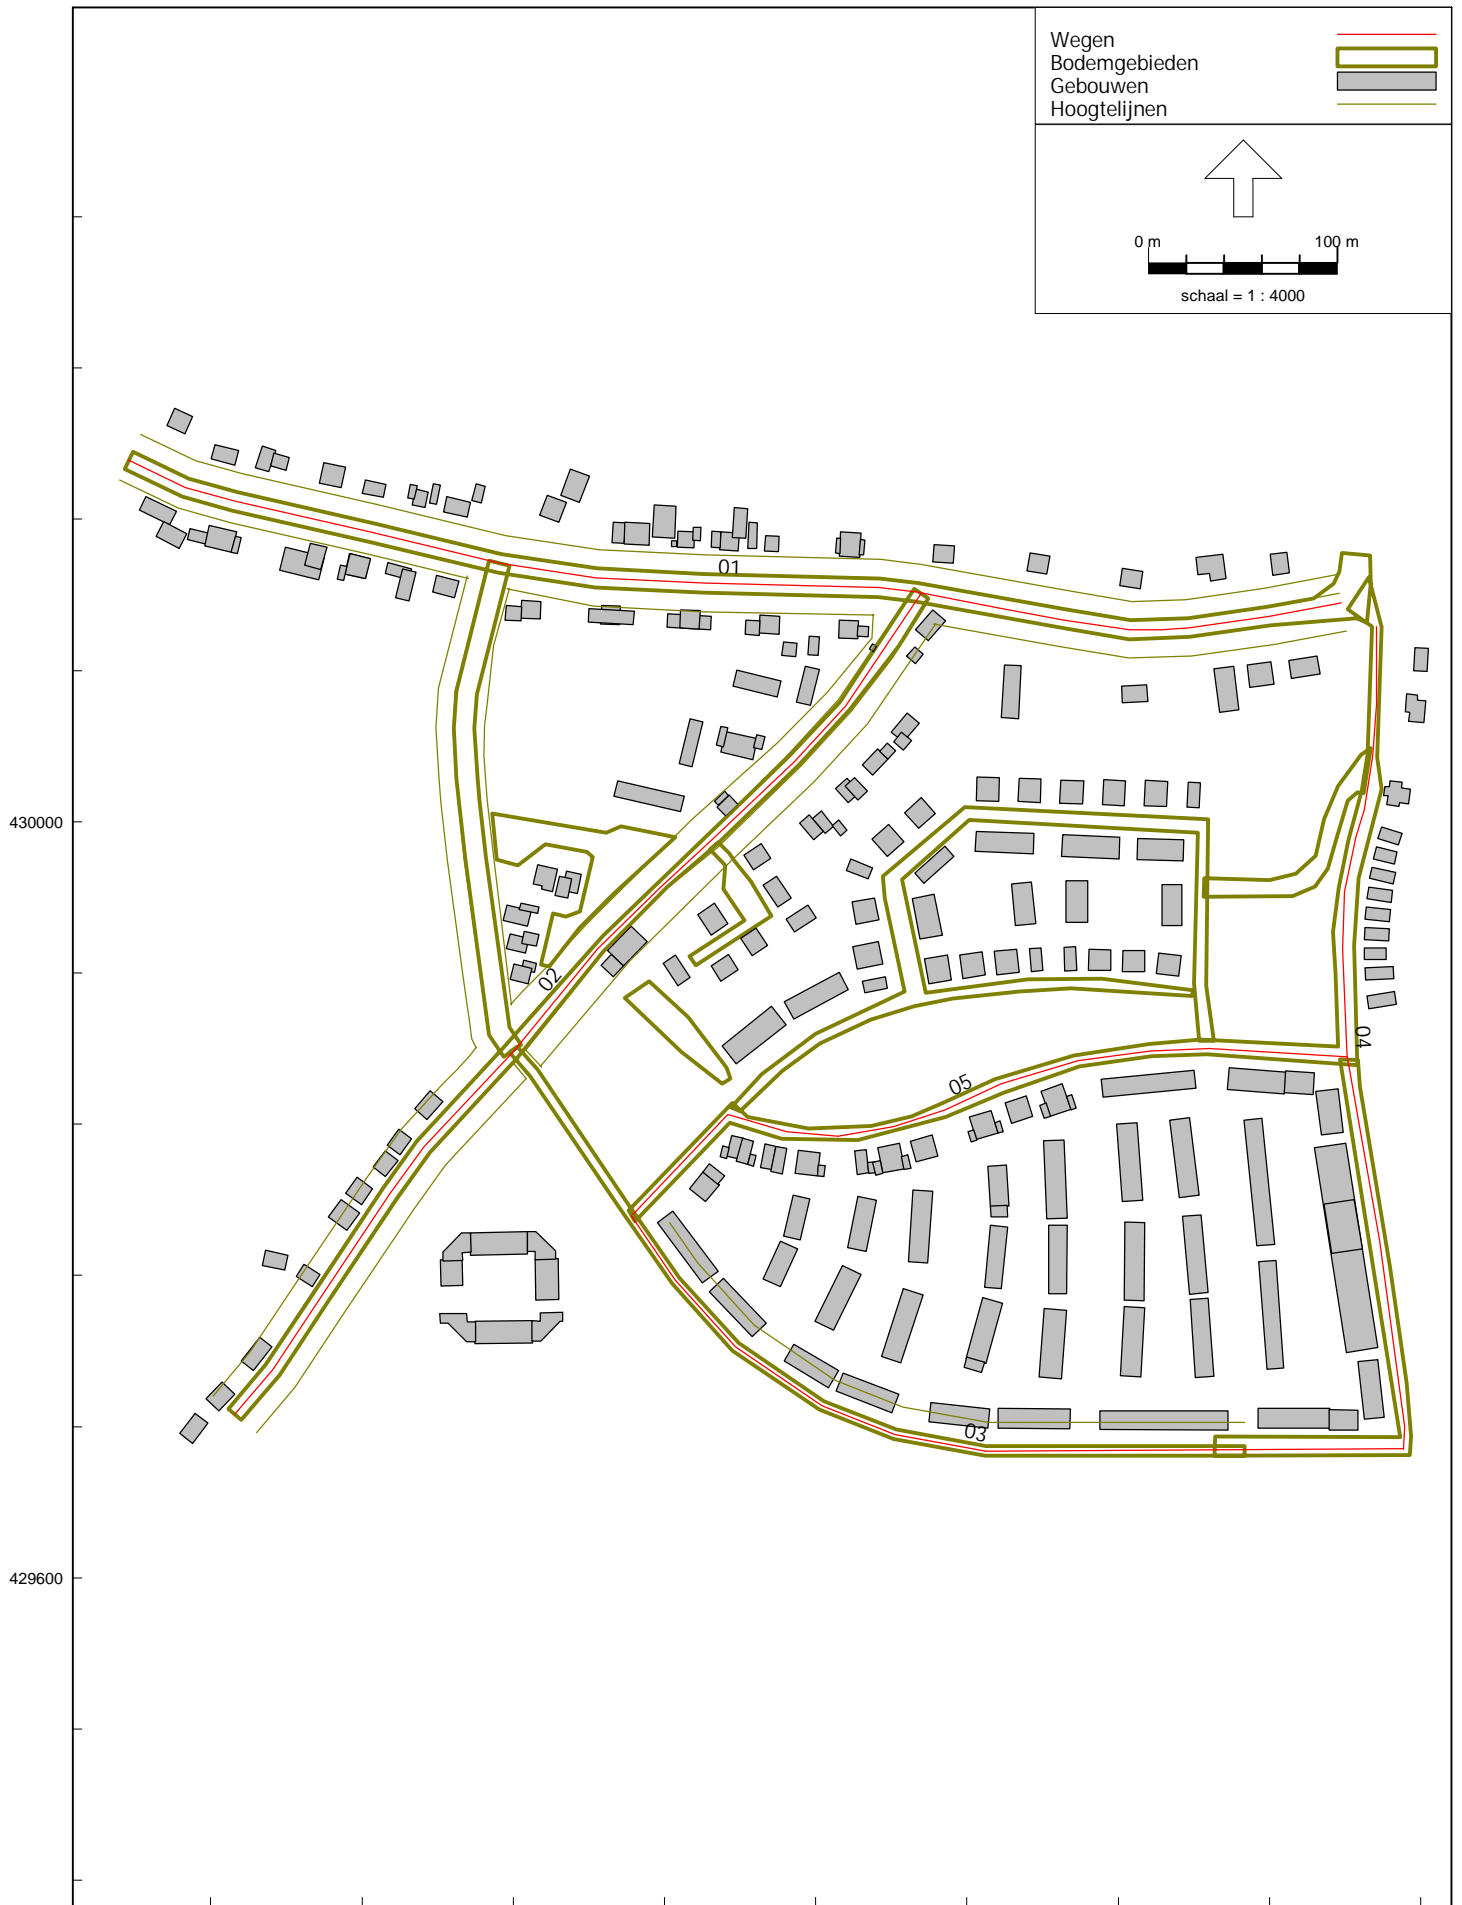 Wegen
Bodemgebieden
Gebouwen
Hoogtelijnen
0 m 100 m
schaal = 1 : 4000
01
430000
02
04
05
03
429600